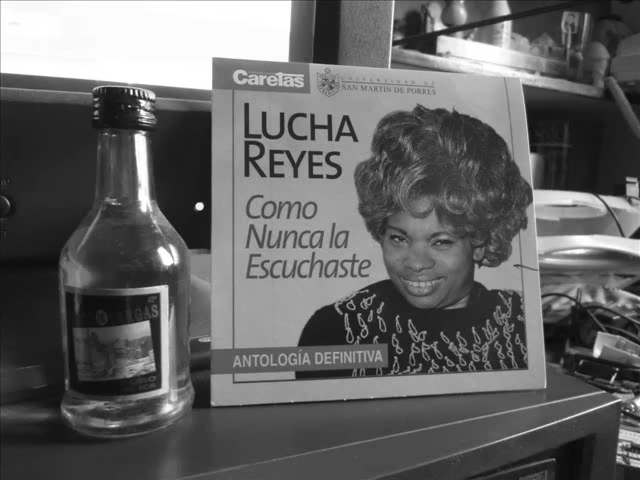 CareTas
UNIVERSIDAD DE
SAN MARTIN DE PORRES
LUCHA
REYES
Como
Nunca la
Escuchaste
ANTOLOGÍA DEFINITIVA